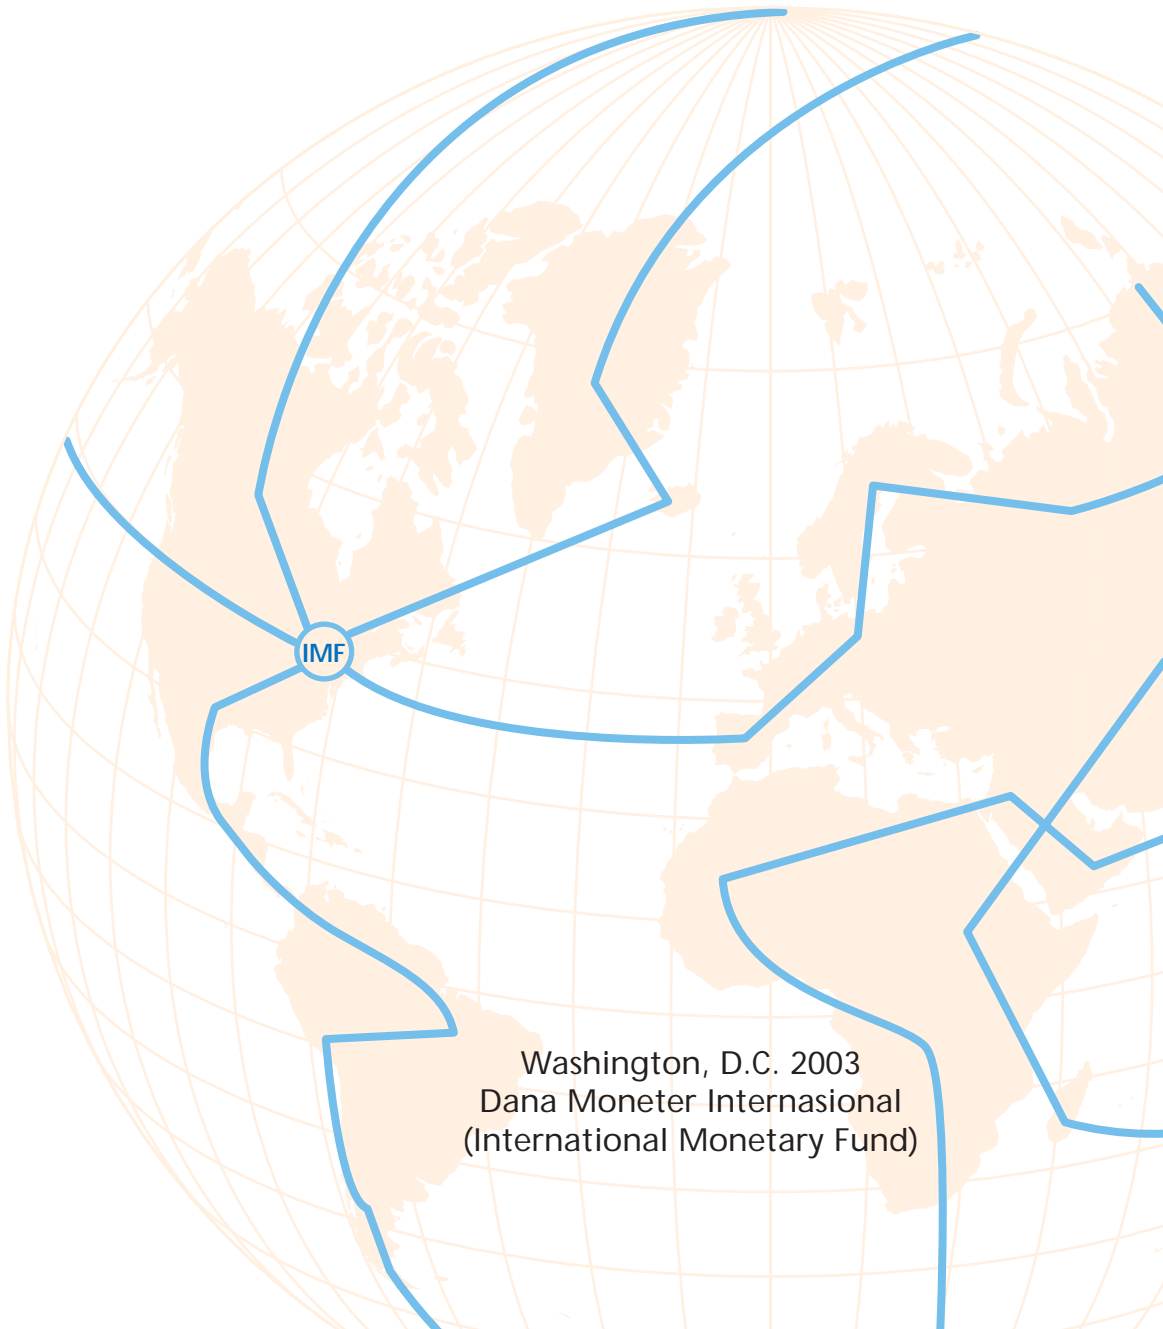 IMF
Washington, D.C. 2003
Dana Moneter Internasional
(International Monetary Fund)